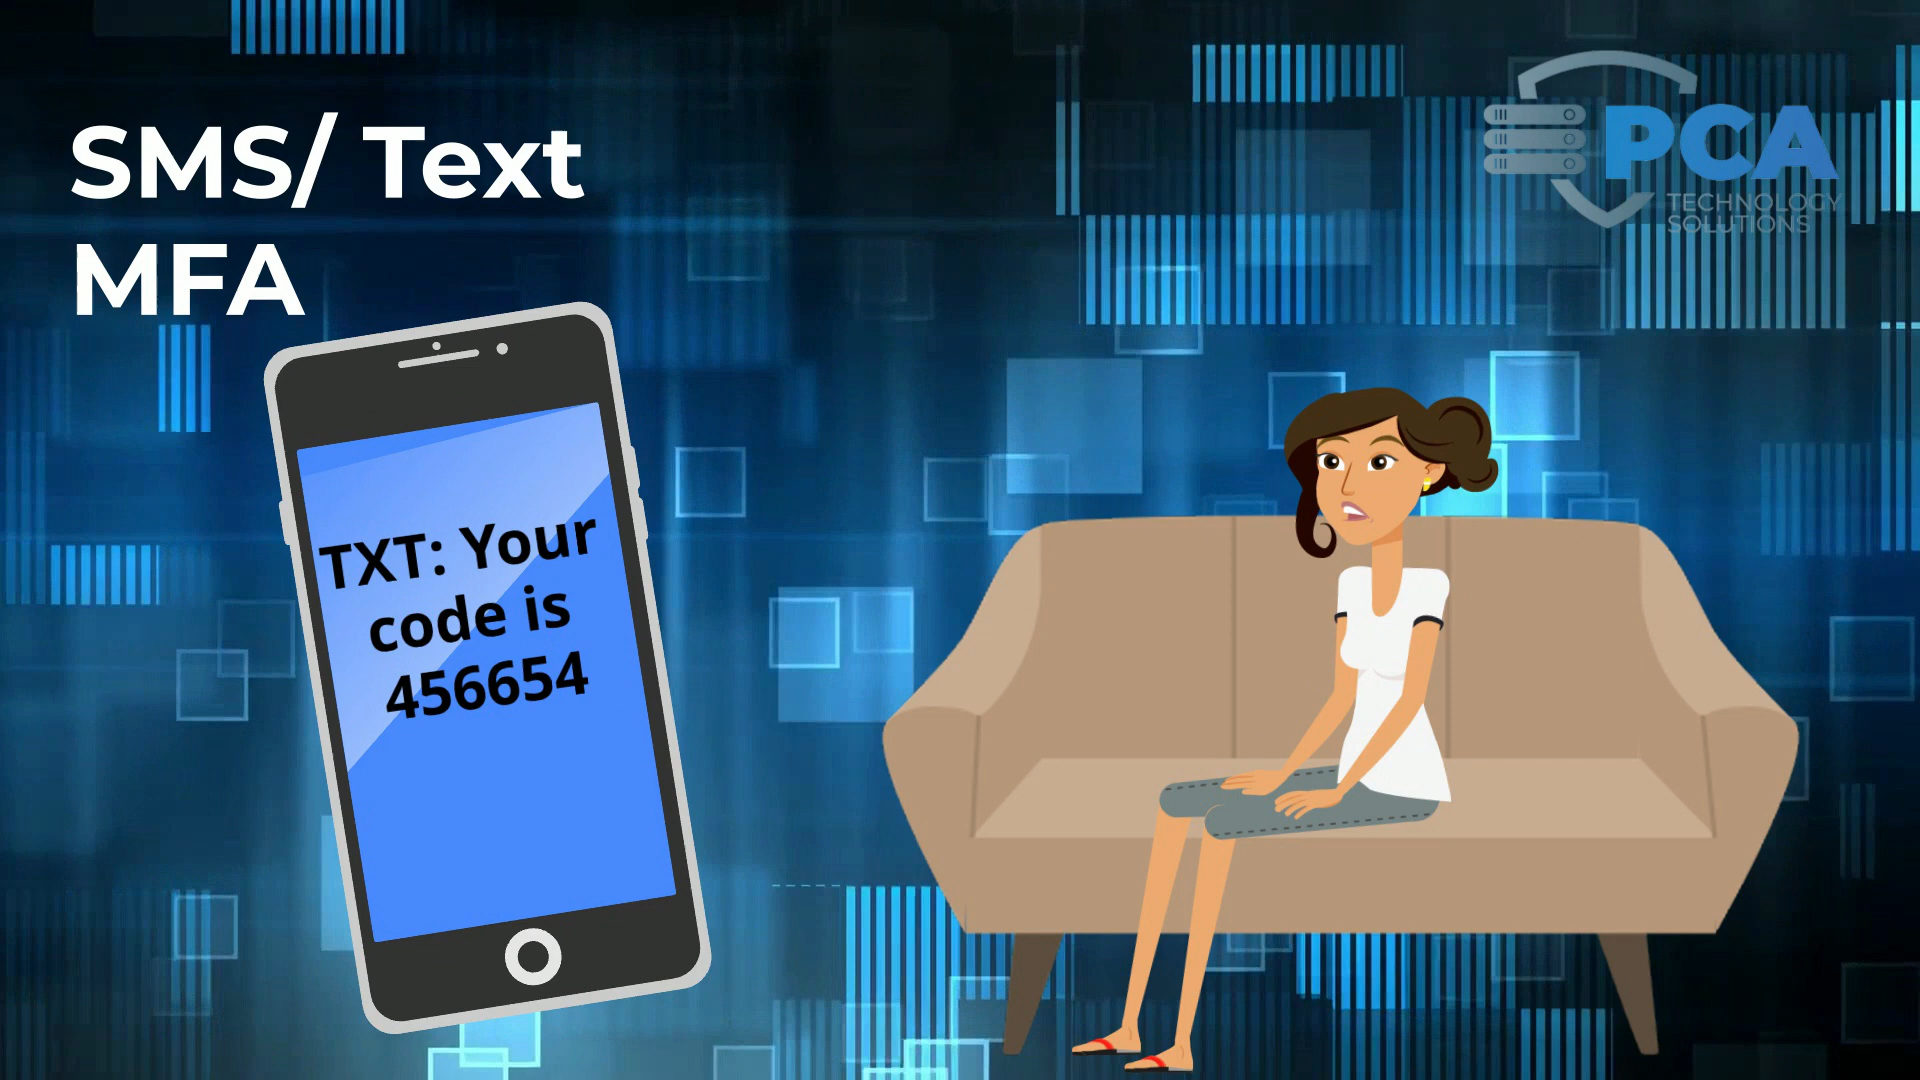 SMS/ Text
MFA
PCA
TECHNOLOGY
SOLUTIONS
TXT: Your
code is
456654